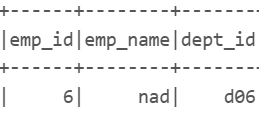 +------+--------+-------
|emp_id|emp_name|dept_id
+------+--------+-------
|     6|     nad|    d06